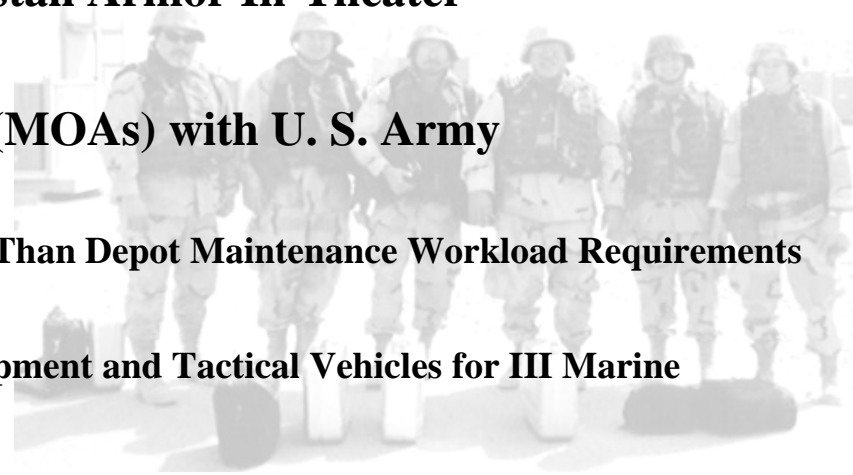 stan Armor In-Theater
(MOAs) with U. S. Army
Than Depot Maintenance Workload Requirements
pment and Tactical Vehicles for III Marine